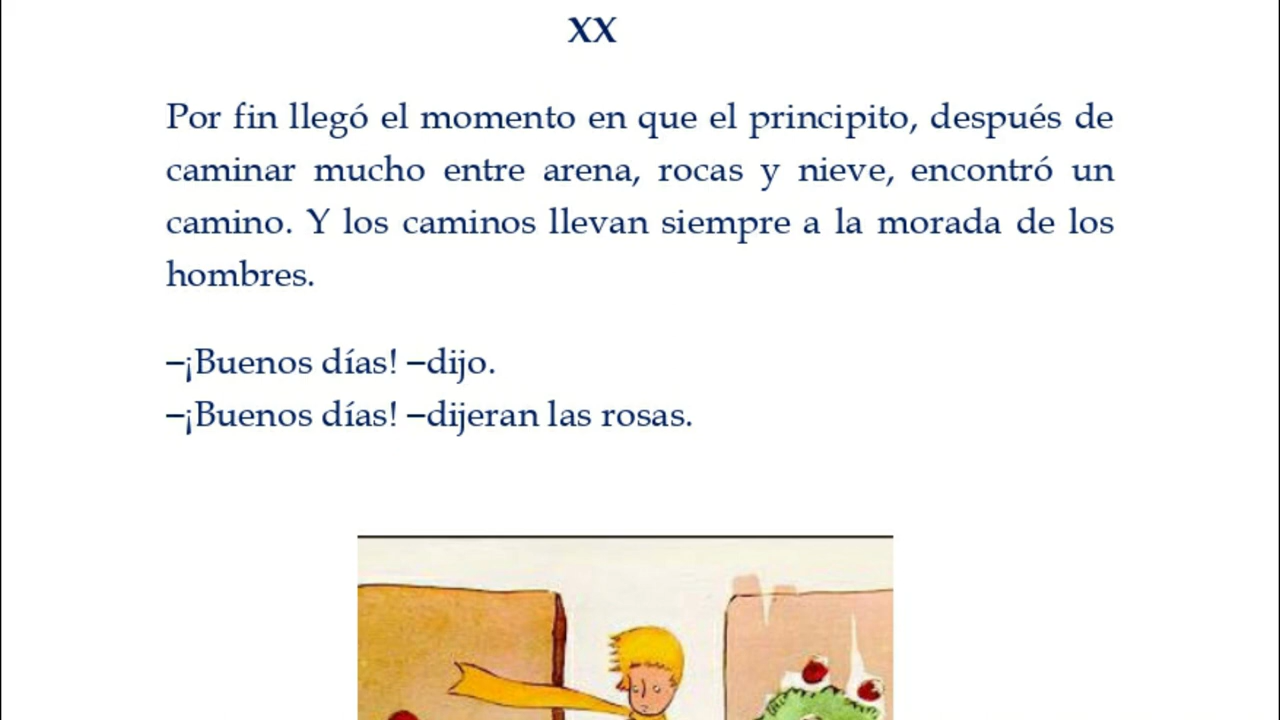 XX
Por fin llegó el momento en que el principito, después de
caminar mucho entre arena, rocas y nieve, encontró un
camino. Y los caminos llevan siempre a la morada de los
hombres.
–¡Buenos días! –dijo.
–¡Buenos días! –dijeran las rosas.